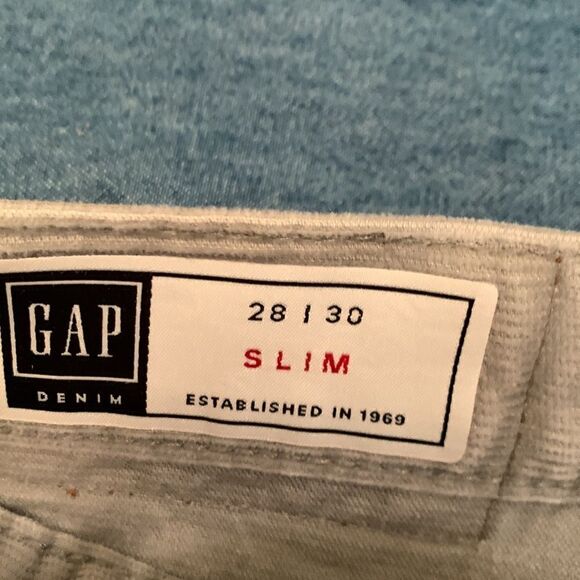 GAP
DENIM
28 | 30
SLIM
ESTABLISHED IN 1969